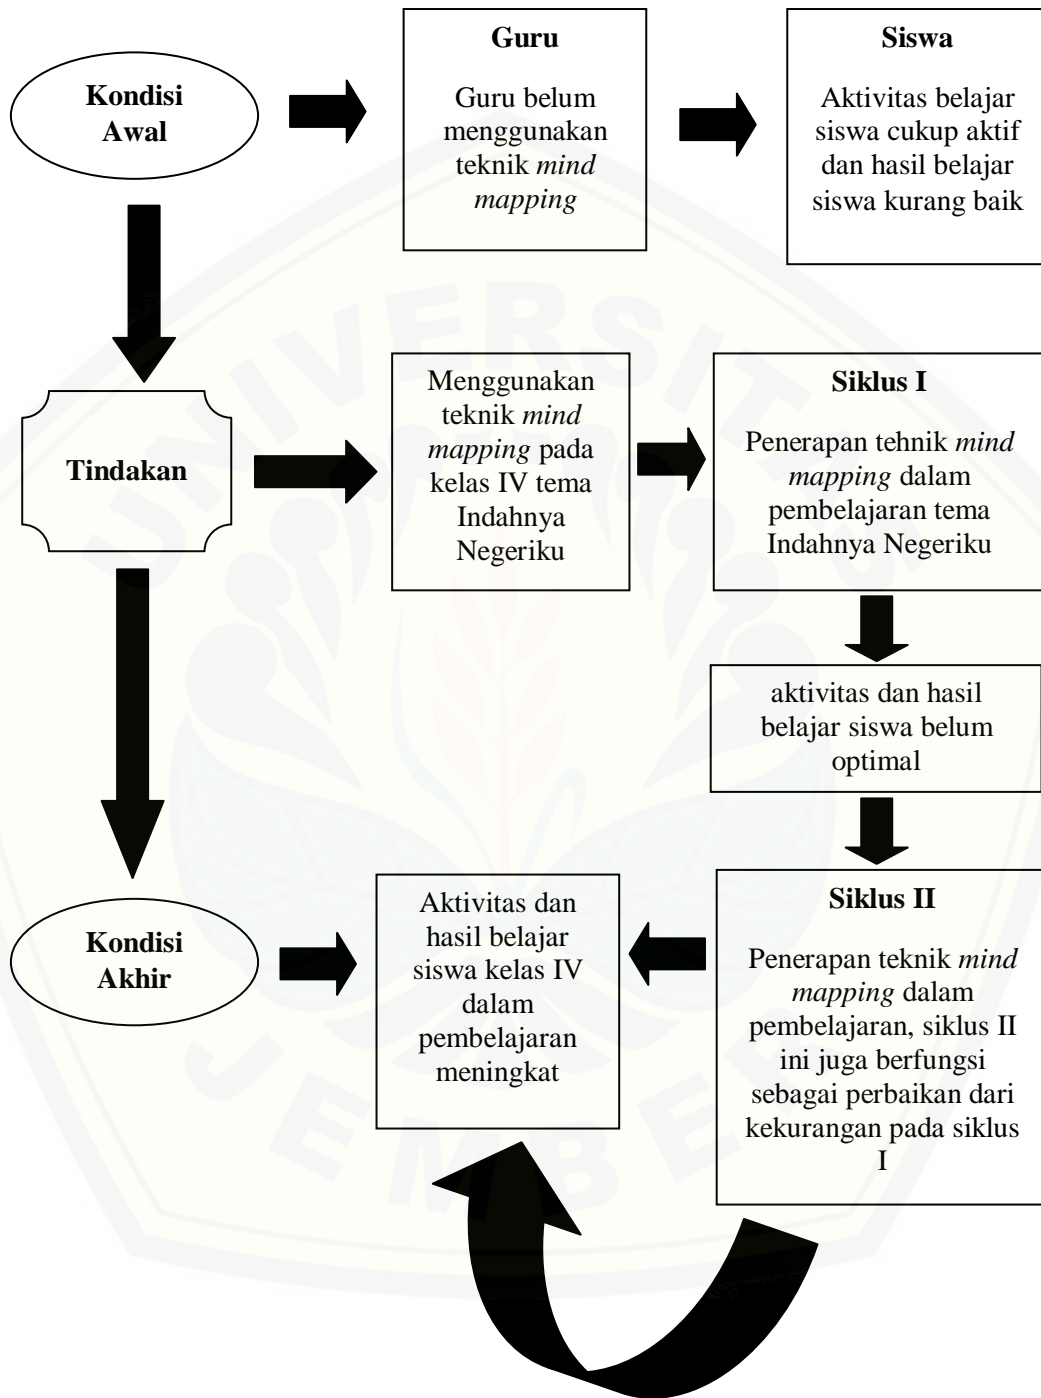 Kondisi
Awal
Guru
Guru belum
menggunakan
teknik mind
mapping
Siswa
Aktivitas belajar
siswa cukup aktif
dan hasil belajar
siswa kurang baik
Tindakan
Menggunakan
teknik mind
mapping pada
kelas IV tema
Indahnya
Negeriku
Siklus I
Penerapan tehnik mind
mapping dalam
pembelajaran tema
Indahnya Negeriku
aktivitas dan hasil
belajar siswa belum
optimal
Kondisi
Akhir
Aktivitas dan
hasil belajar
siswa kelas IV
dalam
pembelajaran
meningkat
Siklus II
Penerapan teknik mind
mapping dalam
pembelajaran, siklus II
ini juga berfungsi
sebagai perbaikan dari
kekurangan pada siklus
I
UNIVERSITAS
JEMBER